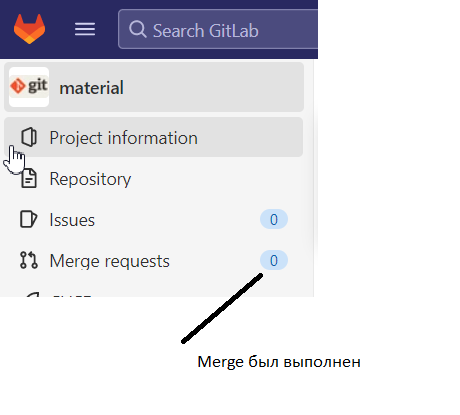 Search GitLab
git material
Project information
Repository
Issues 0
Merge requests 0
Merge был выполнен